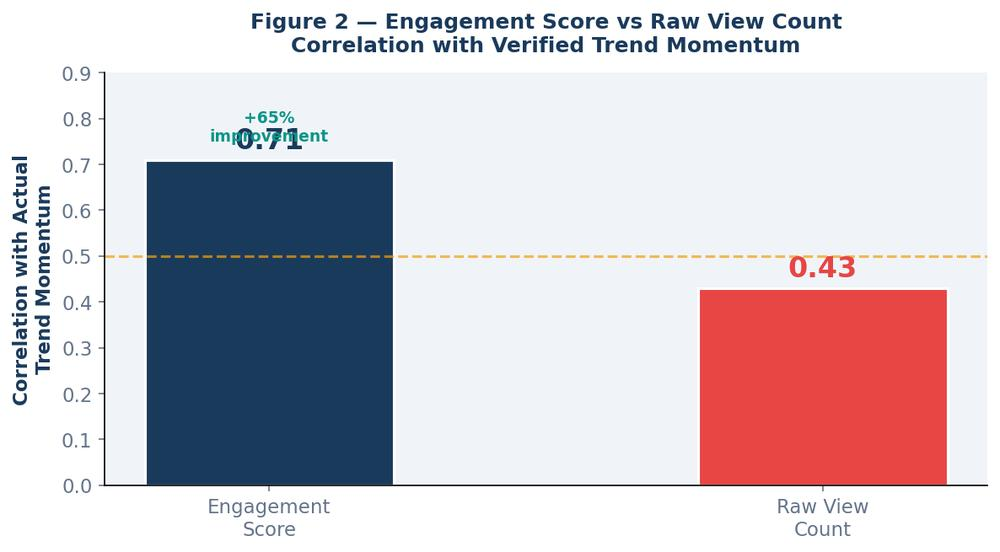 Figure 2 — Engagement Score vs Raw View Count
Correlation with Verified Trend Momentum
Correlation with Actual
Trend Momentum
0.9
0.8
0.7
0.6
0.5
0.4
0.3
0.2
0.1
0.0
+65%
improvement
0.71
0.43
Engagement
Score
Raw View
Count